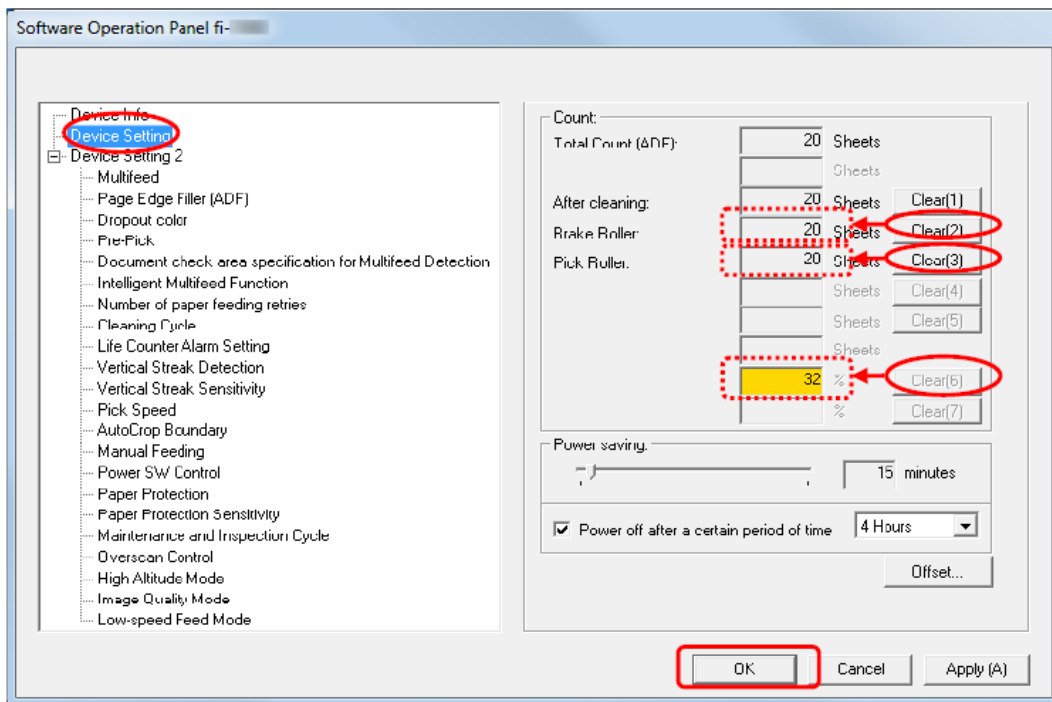 Software Operation Panel fi-
Device Info
Device Setting
Device Setting 2
Multifeed
Page Edge Filler (ADF)
Dropout color
Pre-Pick
Document check area specification for Multifeed Detection
Intelligent Multifeed Function
Number of paper feeding retries
Cleaning Cycle
Life Counter Alarm Setting
Vertical Streak Detection
Vertical Streak Sensitivity
Pick Speed
AutoCrop Boundary
Manual Feeding
Power SW Control
Paper Protection
Paper Protection Sensitivity
Maintenance and Inspection Cycle
Overscan Control
High Altitude Mode
Image Quality Mode
Low-speed Feed Mode
Count:
Total Count (ADF): 20 Sheets
Sheets
After cleaning: 20 Sheets Clear(1)
Brake Roller: 20 Sheets Clear(2)
Pick Roller: 20 Sheets Clear(3)
Sheets Clear(4)
Sheets Clear(5)
Sheets
32 % Clear(6)
% Clear(7)
Power saving:
15 minutes
Power off after a certain period of time 4 Hours
Offset...
OK Cancel Apply (A)